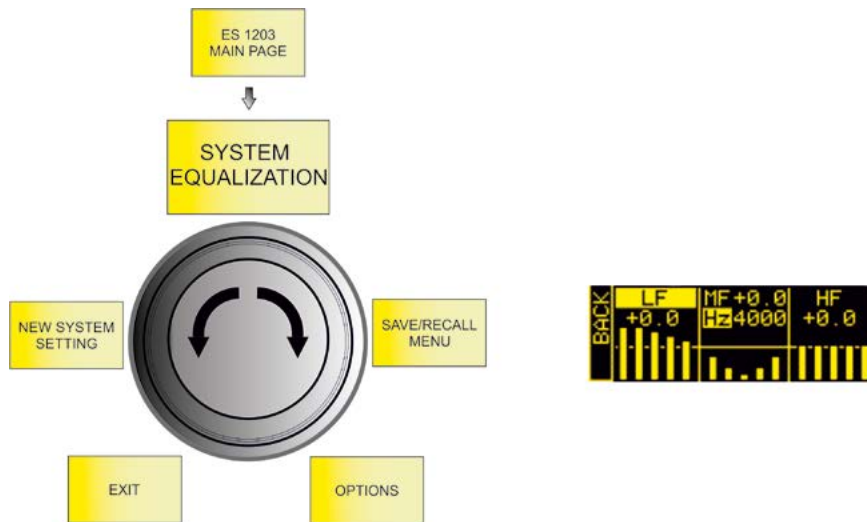 ES 1203
MAIN PAGE
SYSTEM
EQUALIZATION
NEW SYSTEM
SETTING
SAVE/RECALL
MENU
EXIT
OPTIONS
BACK
LF
+0.0
MF+0.0
Hz4000
HF
+0.0